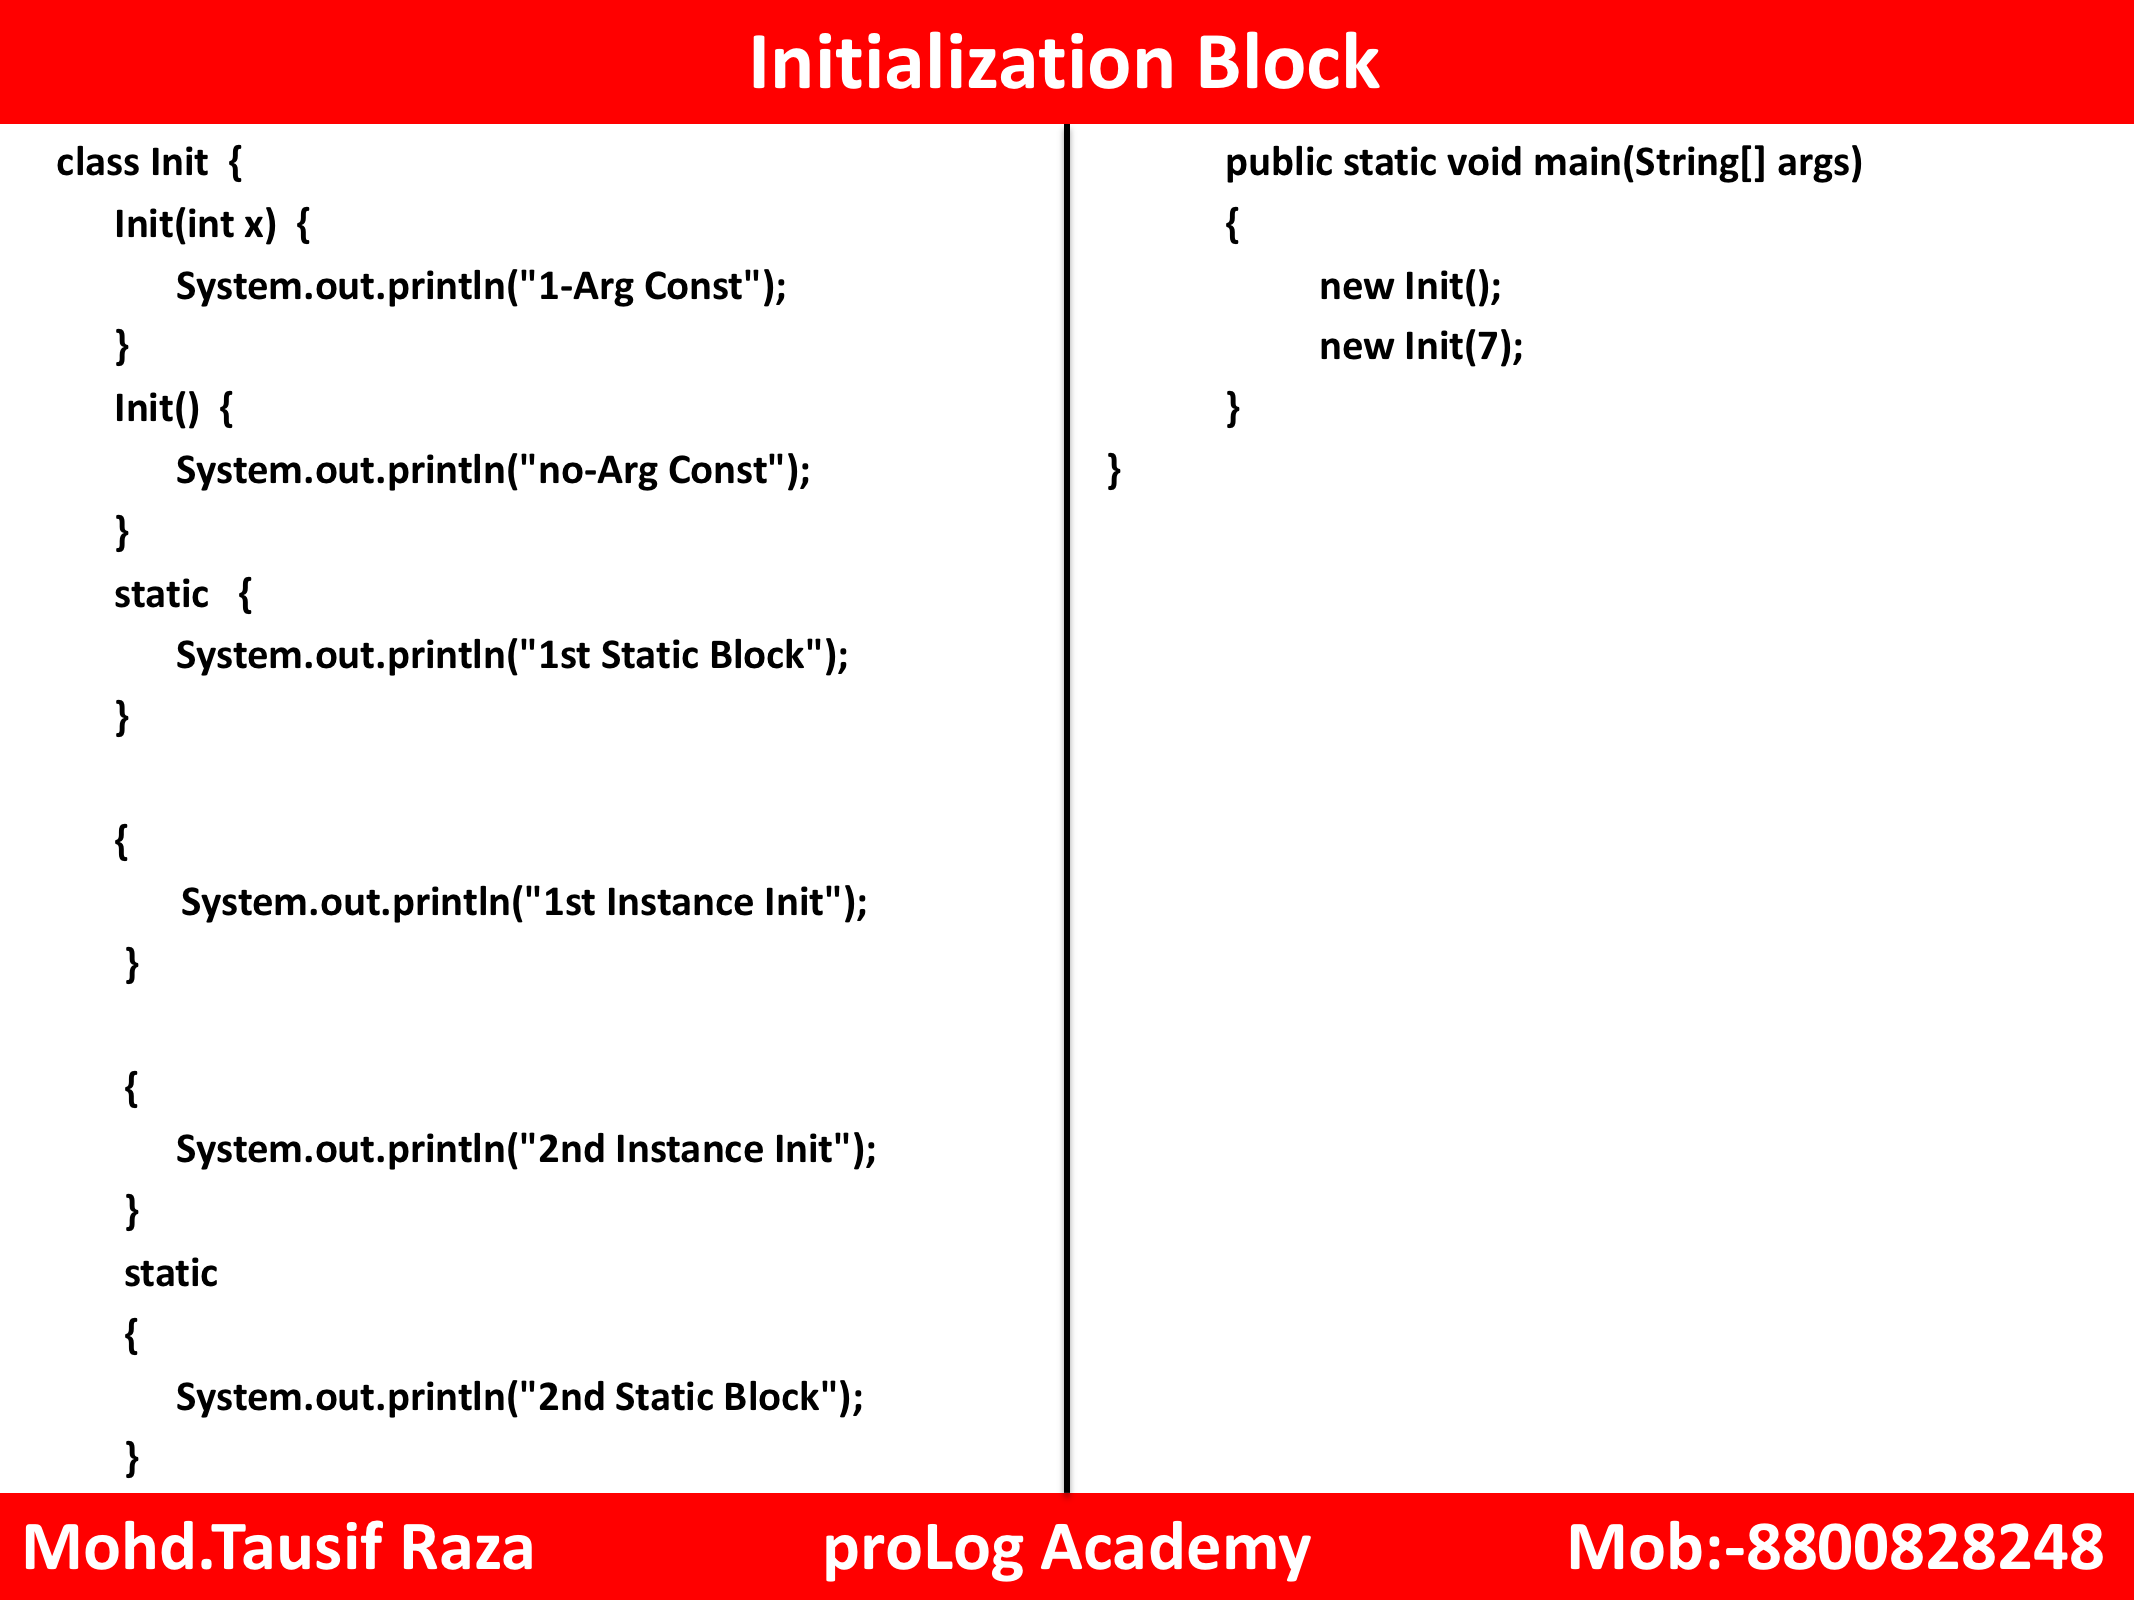 Initialization Block
class Init {
Init(int x) {
System.out.println("1-Arg Const");
}
Init() {
System.out.println("no-Arg Const");
}
static {
System.out.println("1st Static Block");
}
{
System.out.println("1st Instance Init");
}
{
System.out.println("2nd Instance Init");
}
static
{
System.out.println("2nd Static Block");
}
public static void main(String[] args)
{
new Init();
new Init(7);
}
}
Mohd.Tausif Raza
proLog Academy
Mob:-8800828248